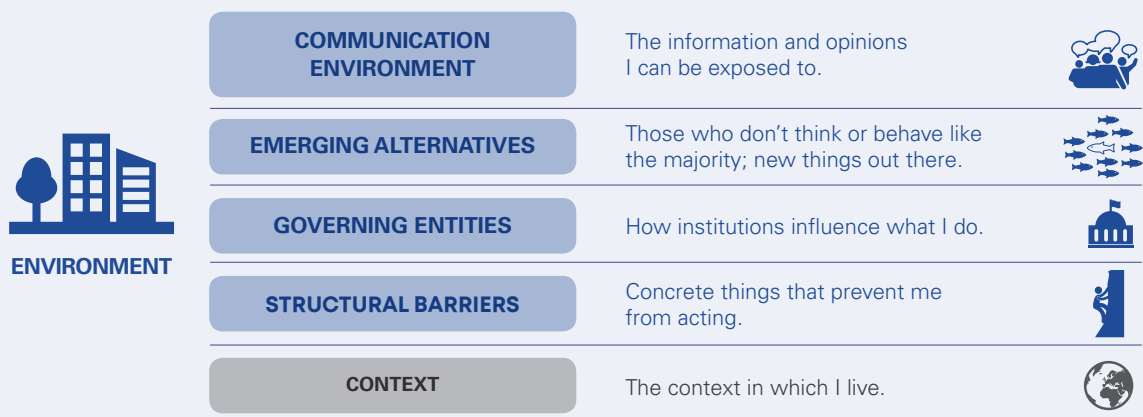 COMMUNICATION
ENVIRONMENT
The information and opinions
I can be exposed to.
EMERGING ALTERNATIVES
Those who don’t think or behave like
the majority; new things out there.
GOVERNING ENTITIES
How institutions influence what I do.
ENVIRONMENT
STRUCTURAL BARRIERS
Concrete things that prevent me
from acting.
CONTEXT
The context in which I live.